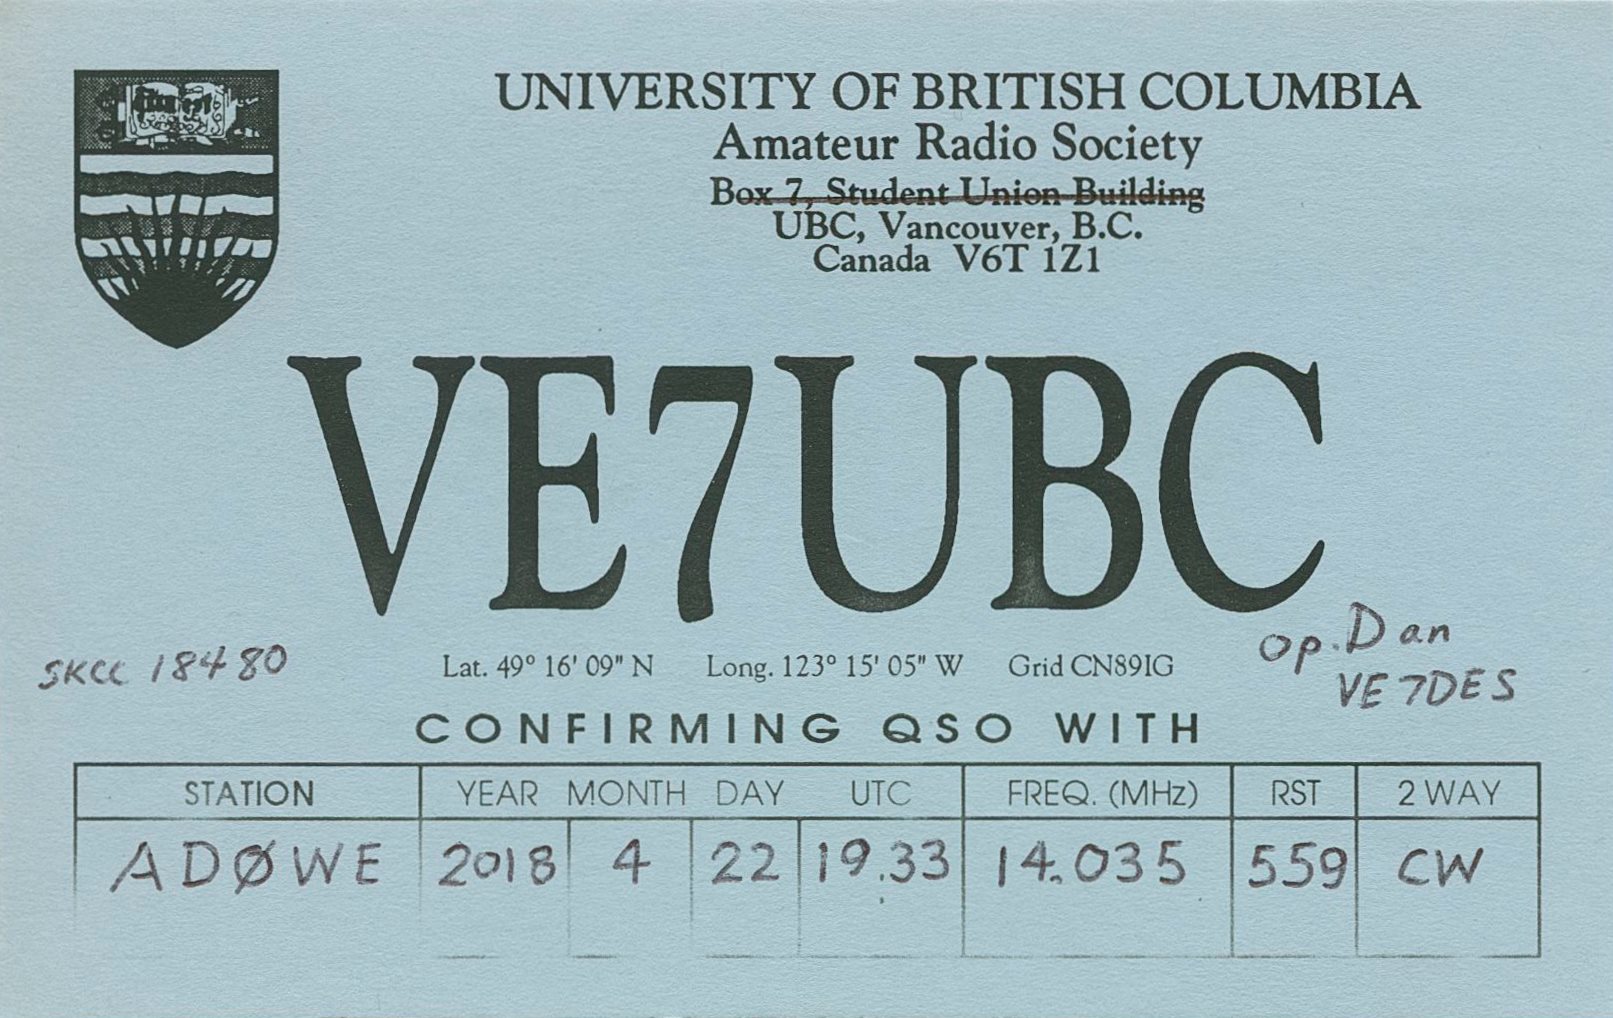 UNIVERSITY OF BRITISH COLUMBIA
Amateur Radio Society
Box 7, Student Union Building
UBC, Vancouver, B.C.
Canada V6T 1Z1
VE7UBC
SKCC 18480
Lat. 49° 16' 09" N Long. 123° 15' 05" W Grid CN89IG
Op. Dan
VE7DES
CONFIRMING QSO WITH
STATION YEAR MONTH DAY UTC FREQ. (MHz) RST 2 WAY
ADØWE 2018 4 22 19.33 14.035 559 CW